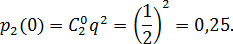 p₂(0) = C₂⁰q² = (1/2)² = 0,25.